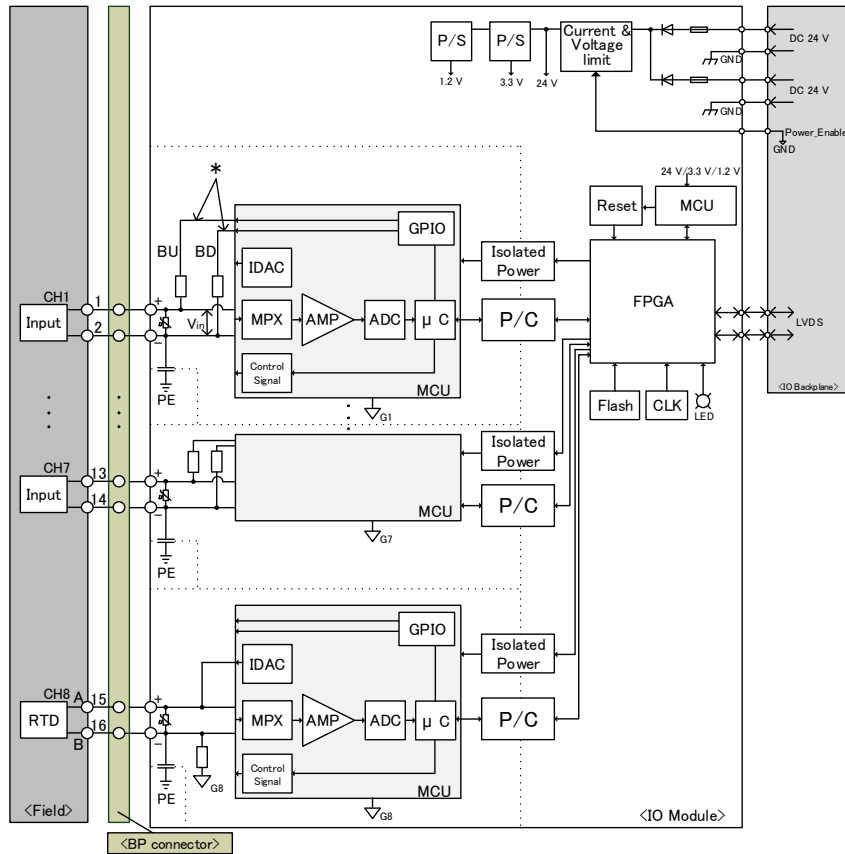 P/S
P/S
Current &
Voltage
limit
1.2 V
3.3 V
24 V
GND
DC 24 V
GND
DC 24 V
Power_Enable
GND
24 V/3.3 V/1.2 V
Reset
MCU
FPGA
LVDS
<IO Backplane>
Flash
CLK
LED
*
BU
BD
GPIO
IDAC
Isolated
Power
CH1
Input
1
2
+
−
Vin
MPX
AMP
ADC
μ C
P/C
Control
Signal
MCU
PE
G1
CH7
Input
13
14
+
−
MCU
Isolated
Power
P/C
PE
G7
GPIO
IDAC
Isolated
Power
CH8
A
RTD
B
15
16
+
−
MPX
AMP
ADC
μ C
P/C
Control
Signal
MCU
PE
G8
G8
<Field>
<IO Module>
<BP connector>